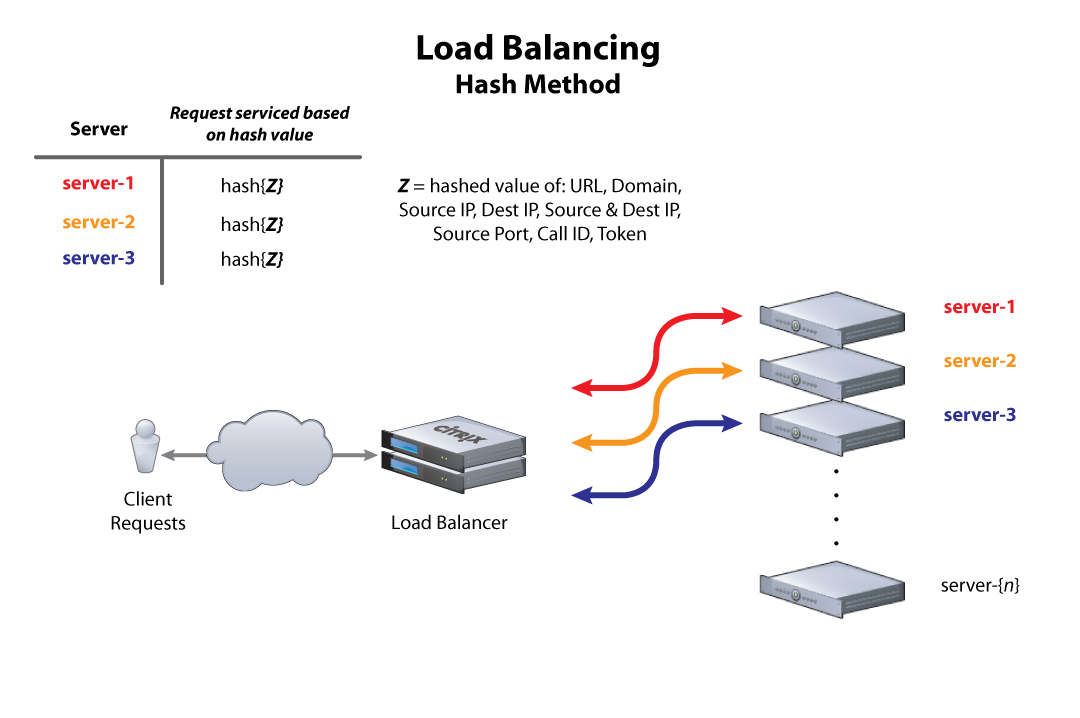 Load Balancing
Hash Method
Server
Request serviced based
on hash value
server-1
hash{Z}
server-2
hash{Z}
server-3
hash{Z}
Z = hashed value of: URL, Domain,
Source IP, Dest IP, Source & Dest IP,
Source Port, Call ID, Token
server-1
server-2
server-3
CITRIX
Client
Requests
Load Balancer
server-{n}